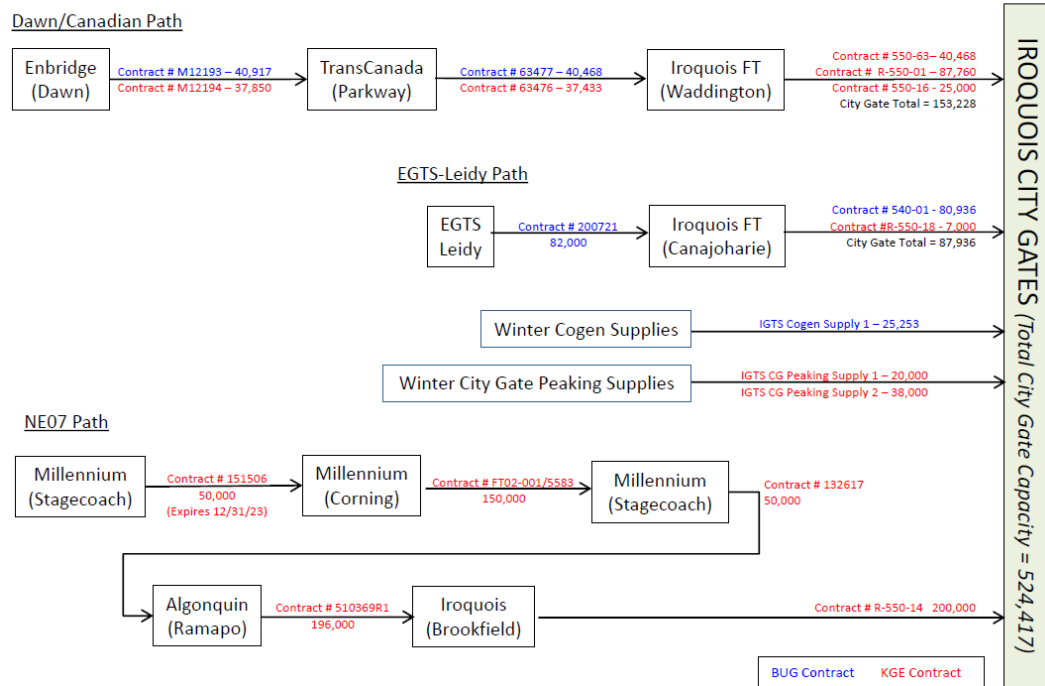 Dawn/Canadian Path
Enbridge
(Dawn)
Contract # M12193 – 40,917
Contract # M12194 – 37,850
TransCanada
(Parkway)
Contract # 63477 – 40,468
Contract # 63476 – 37,433
Iroquois FT
(Waddington)
Contract # 550-63– 40,468
Contract # R-550-01 – 87,760
Contract # 550-16 - 25,000
City Gate Total = 153,228
EGTS-Leidy Path
EGTS
Leidy
Contract # 200721
82,000
Iroquois FT
(Canajoharie)
Contract # 540-01 - 80,936
Contract #R-550-18 - 7,000
City Gate Total = 87,936
Winter Cogen Supplies
IGTS Cogen Supply 1 – 25,253
Winter City Gate Peaking Supplies
IGTS CG Peaking Supply 1 – 20,000
IGTS CG Peaking Supply 2 – 38,000
NE07 Path
Millennium
(Stagecoach)
Contract # 151506
50,000
(Expires 12/31/23)
Millennium
(Corning)
Contract # FT02-001/5583
150,000
Millennium
(Stagecoach)
Contract # 132617
50,000
Algonquin
(Ramapo)
Contract # 510369R1
196,000
Iroquois
(Brookfield)
Contract # R-550-14 200,000
IROQUOIS CITY GATES (Total City Gate Capacity = 524,417)
BUG Contract KGE Contract